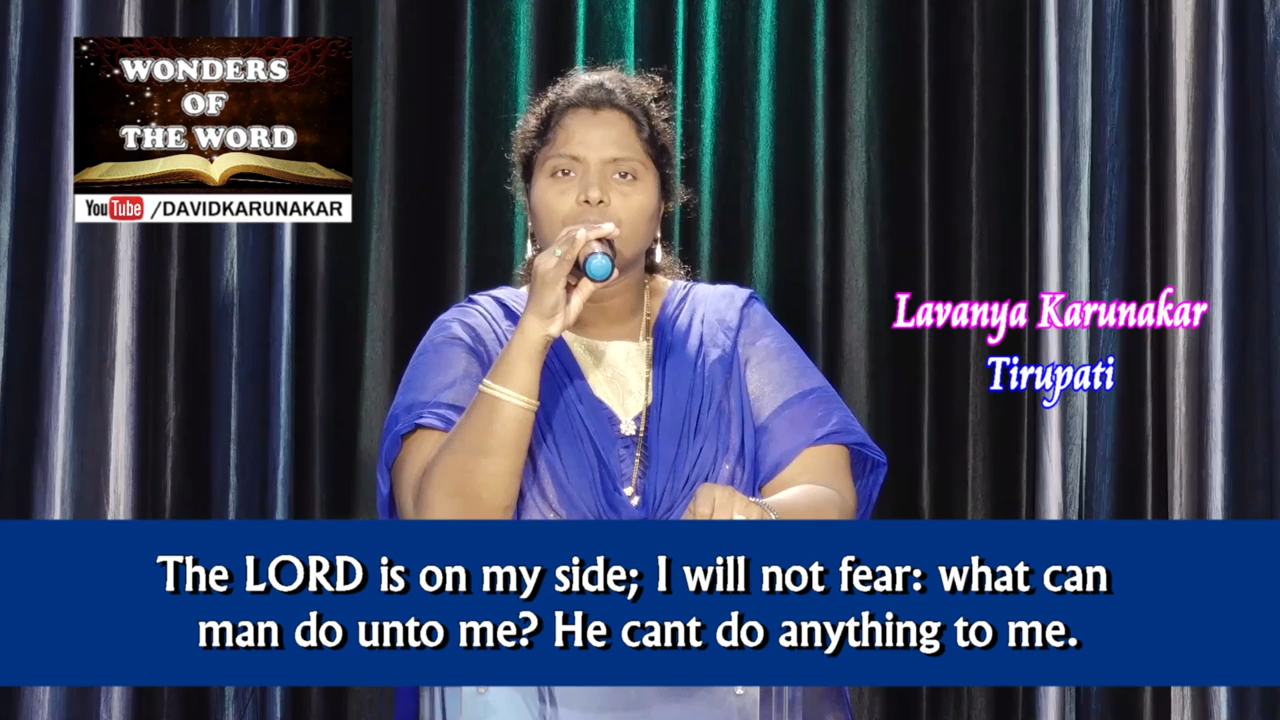 WONDERS
OF
THE WORD
YouTube /DAVIDKARUNAKAR
Lavanya Karunakar
Tirupati
The LORD is on my side; I will not fear: what can
man do unto me? He cant do anything to me.